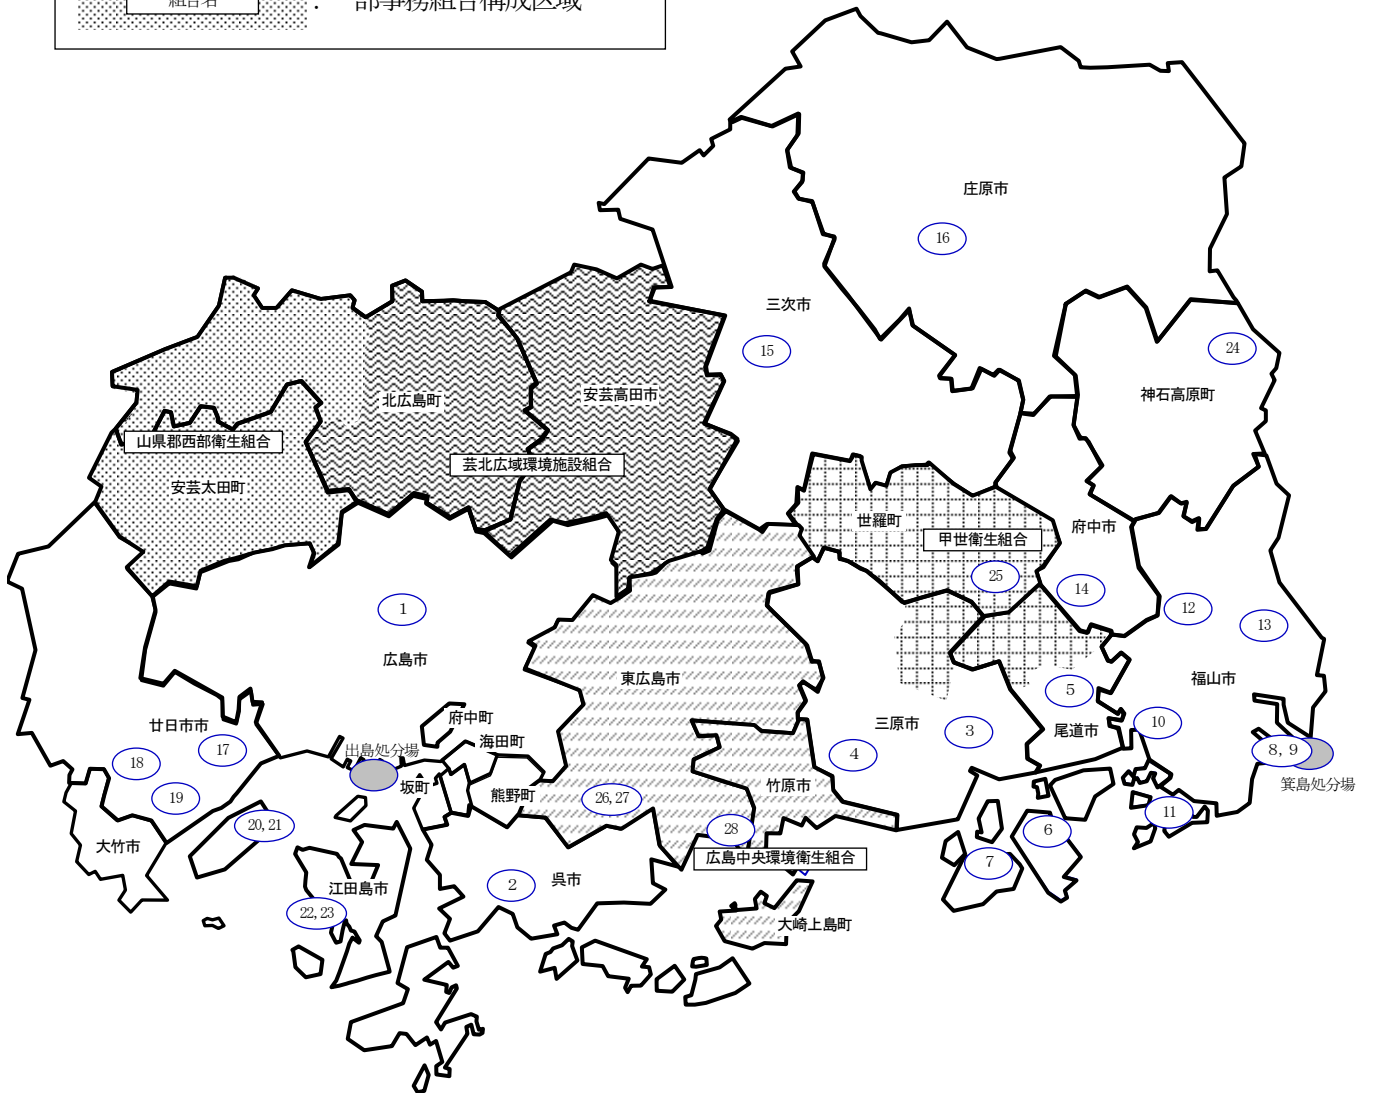 組合名
： 一部事務組合構成区域
庄原市
16
三次市
15
24
神石高原町
北広島町
安芸高田市
山県郡西部衛生組合
芸北広域環境施設組合
安芸太田町
世羅町
甲世衛生組合
府中市
25
14
12
13
1
広島市
東広島市
福山市
5
廿日市市
府中町
三原市
3
尾道市
10
17
出島処分場
海田町
4
8, 9
18
坂町
竹原市
箕島処分場
19
熊野町
26, 27
20, 21
28
6
11
大竹市
広島中央環境衛生組合
7
江田島市
2
呉市
22, 23
大崎上島町